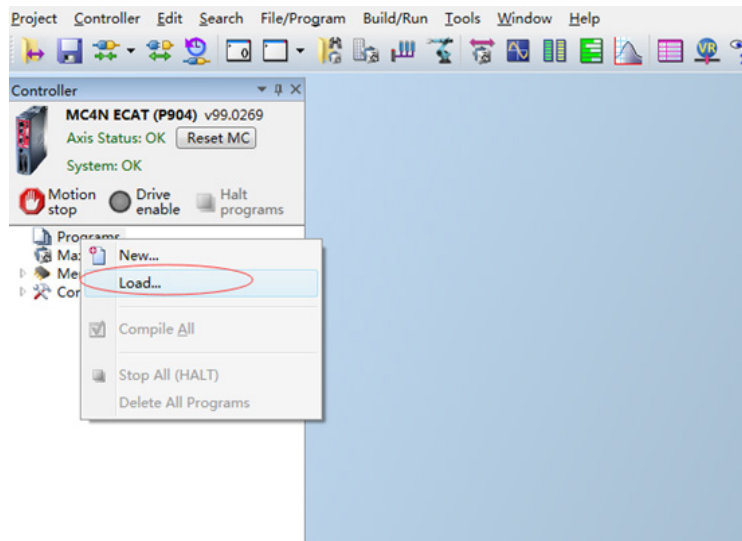 Project Controller Edit Search File/Program Build/Run Tools Window Help
Controller
MC4N ECAT (P904) v99.0269
Axis Status: OK Reset MC
System: OK
Motion stop Drive enable Halt programs
Programs
New...
Load...
Compile All
Stop All (HALT)
Delete All Programs